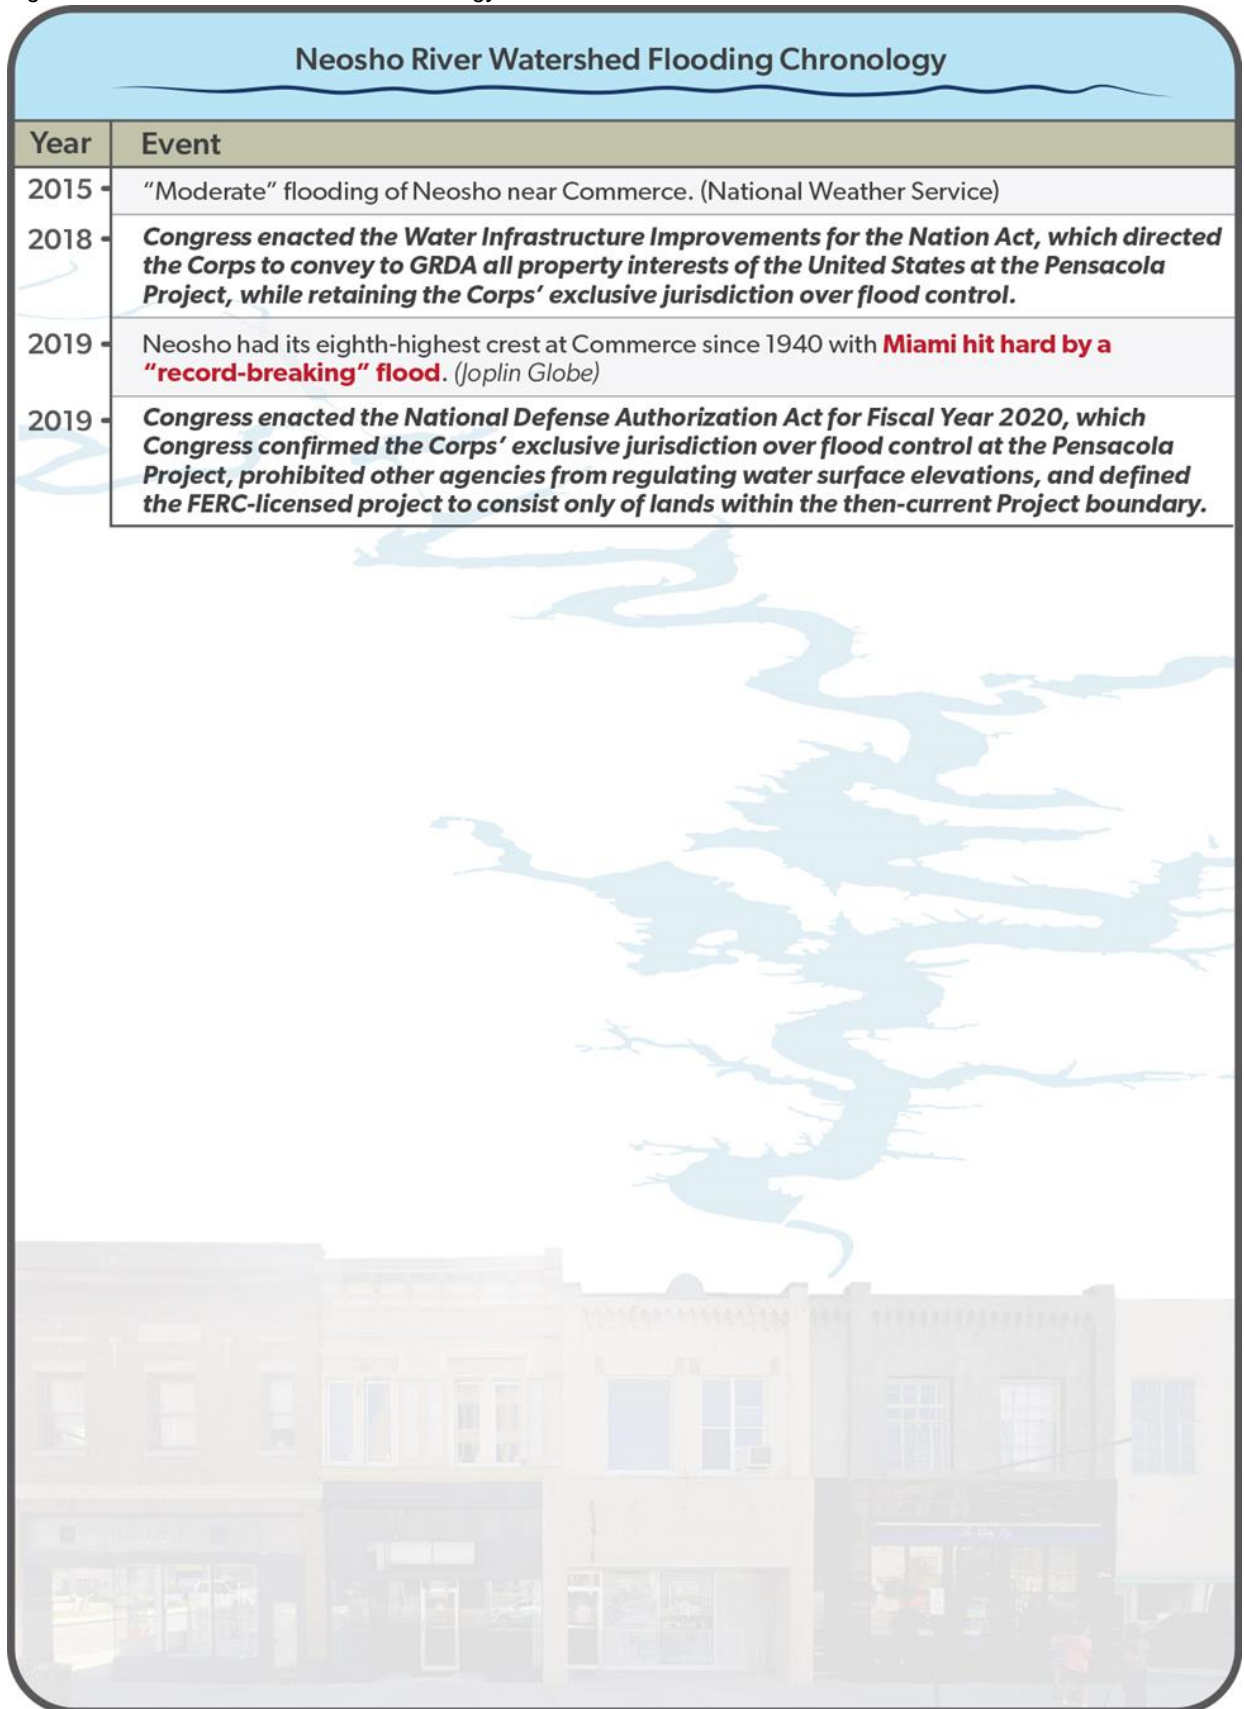 Neosho River Watershed Flooding Chronology
Year Event
2015 "Moderate" flooding of Neosho near Commerce. (National Weather Service)
2018 Congress enacted the Water Infrastructure Improvements for the Nation Act, which directed
the Corps to convey to GRDA all property interests of the United States at the Pensacola
Project, while retaining the Corps' exclusive jurisdiction over flood control.
2019 Neosho had its eighth-highest crest at Commerce since 1940 with Miami hit hard by a
"record-breaking" flood. (Joplin Globe)
2019 Congress enacted the National Defense Authorization Act for Fiscal Year 2020, which
Congress confirmed the Corps' exclusive jurisdiction over flood control at the Pensacola
Project, prohibited other agencies from regulating water surface elevations, and defined
the FERC-licensed project to consist only of lands within the then-current Project boundary.